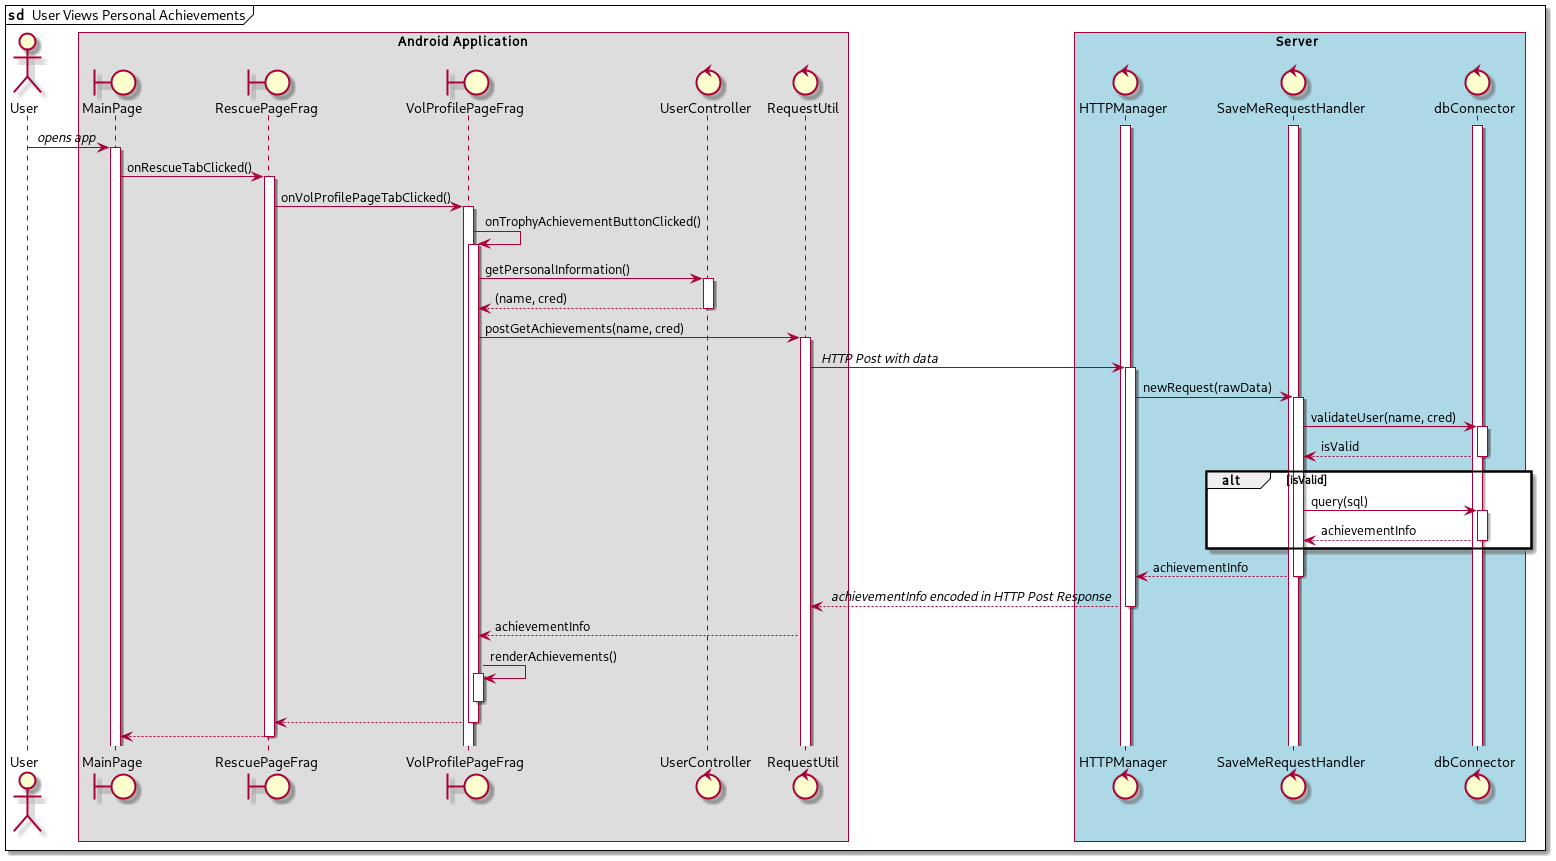 sd User Views Personal Achievements
Android Application
Server
User
MainPage
RescuePageFrag
VolProfilePageFrag
UserController
RequestUtil
HTTPManager
SaveMeRequestHandler
dbConnector
opens app
onRescueTabClicked()
onVolProfilePageTabClicked()
onTrophyAchievementButtonClicked()
getPersonalInformation()
(name, cred)
postGetAchievements(name, cred)
HTTP Post with data
newRequest(rawData)
validateUser(name, cred)
isValid
alt [isValid]
query(sql)
achievementInfo
achievementInfo
achievementInfo encoded in HTTP Post Response
achievementInfo
renderAchievements()
User
MainPage
RescuePageFrag
VolProfilePageFrag
UserController
RequestUtil
HTTPManager
SaveMeRequestHandler
dbConnector